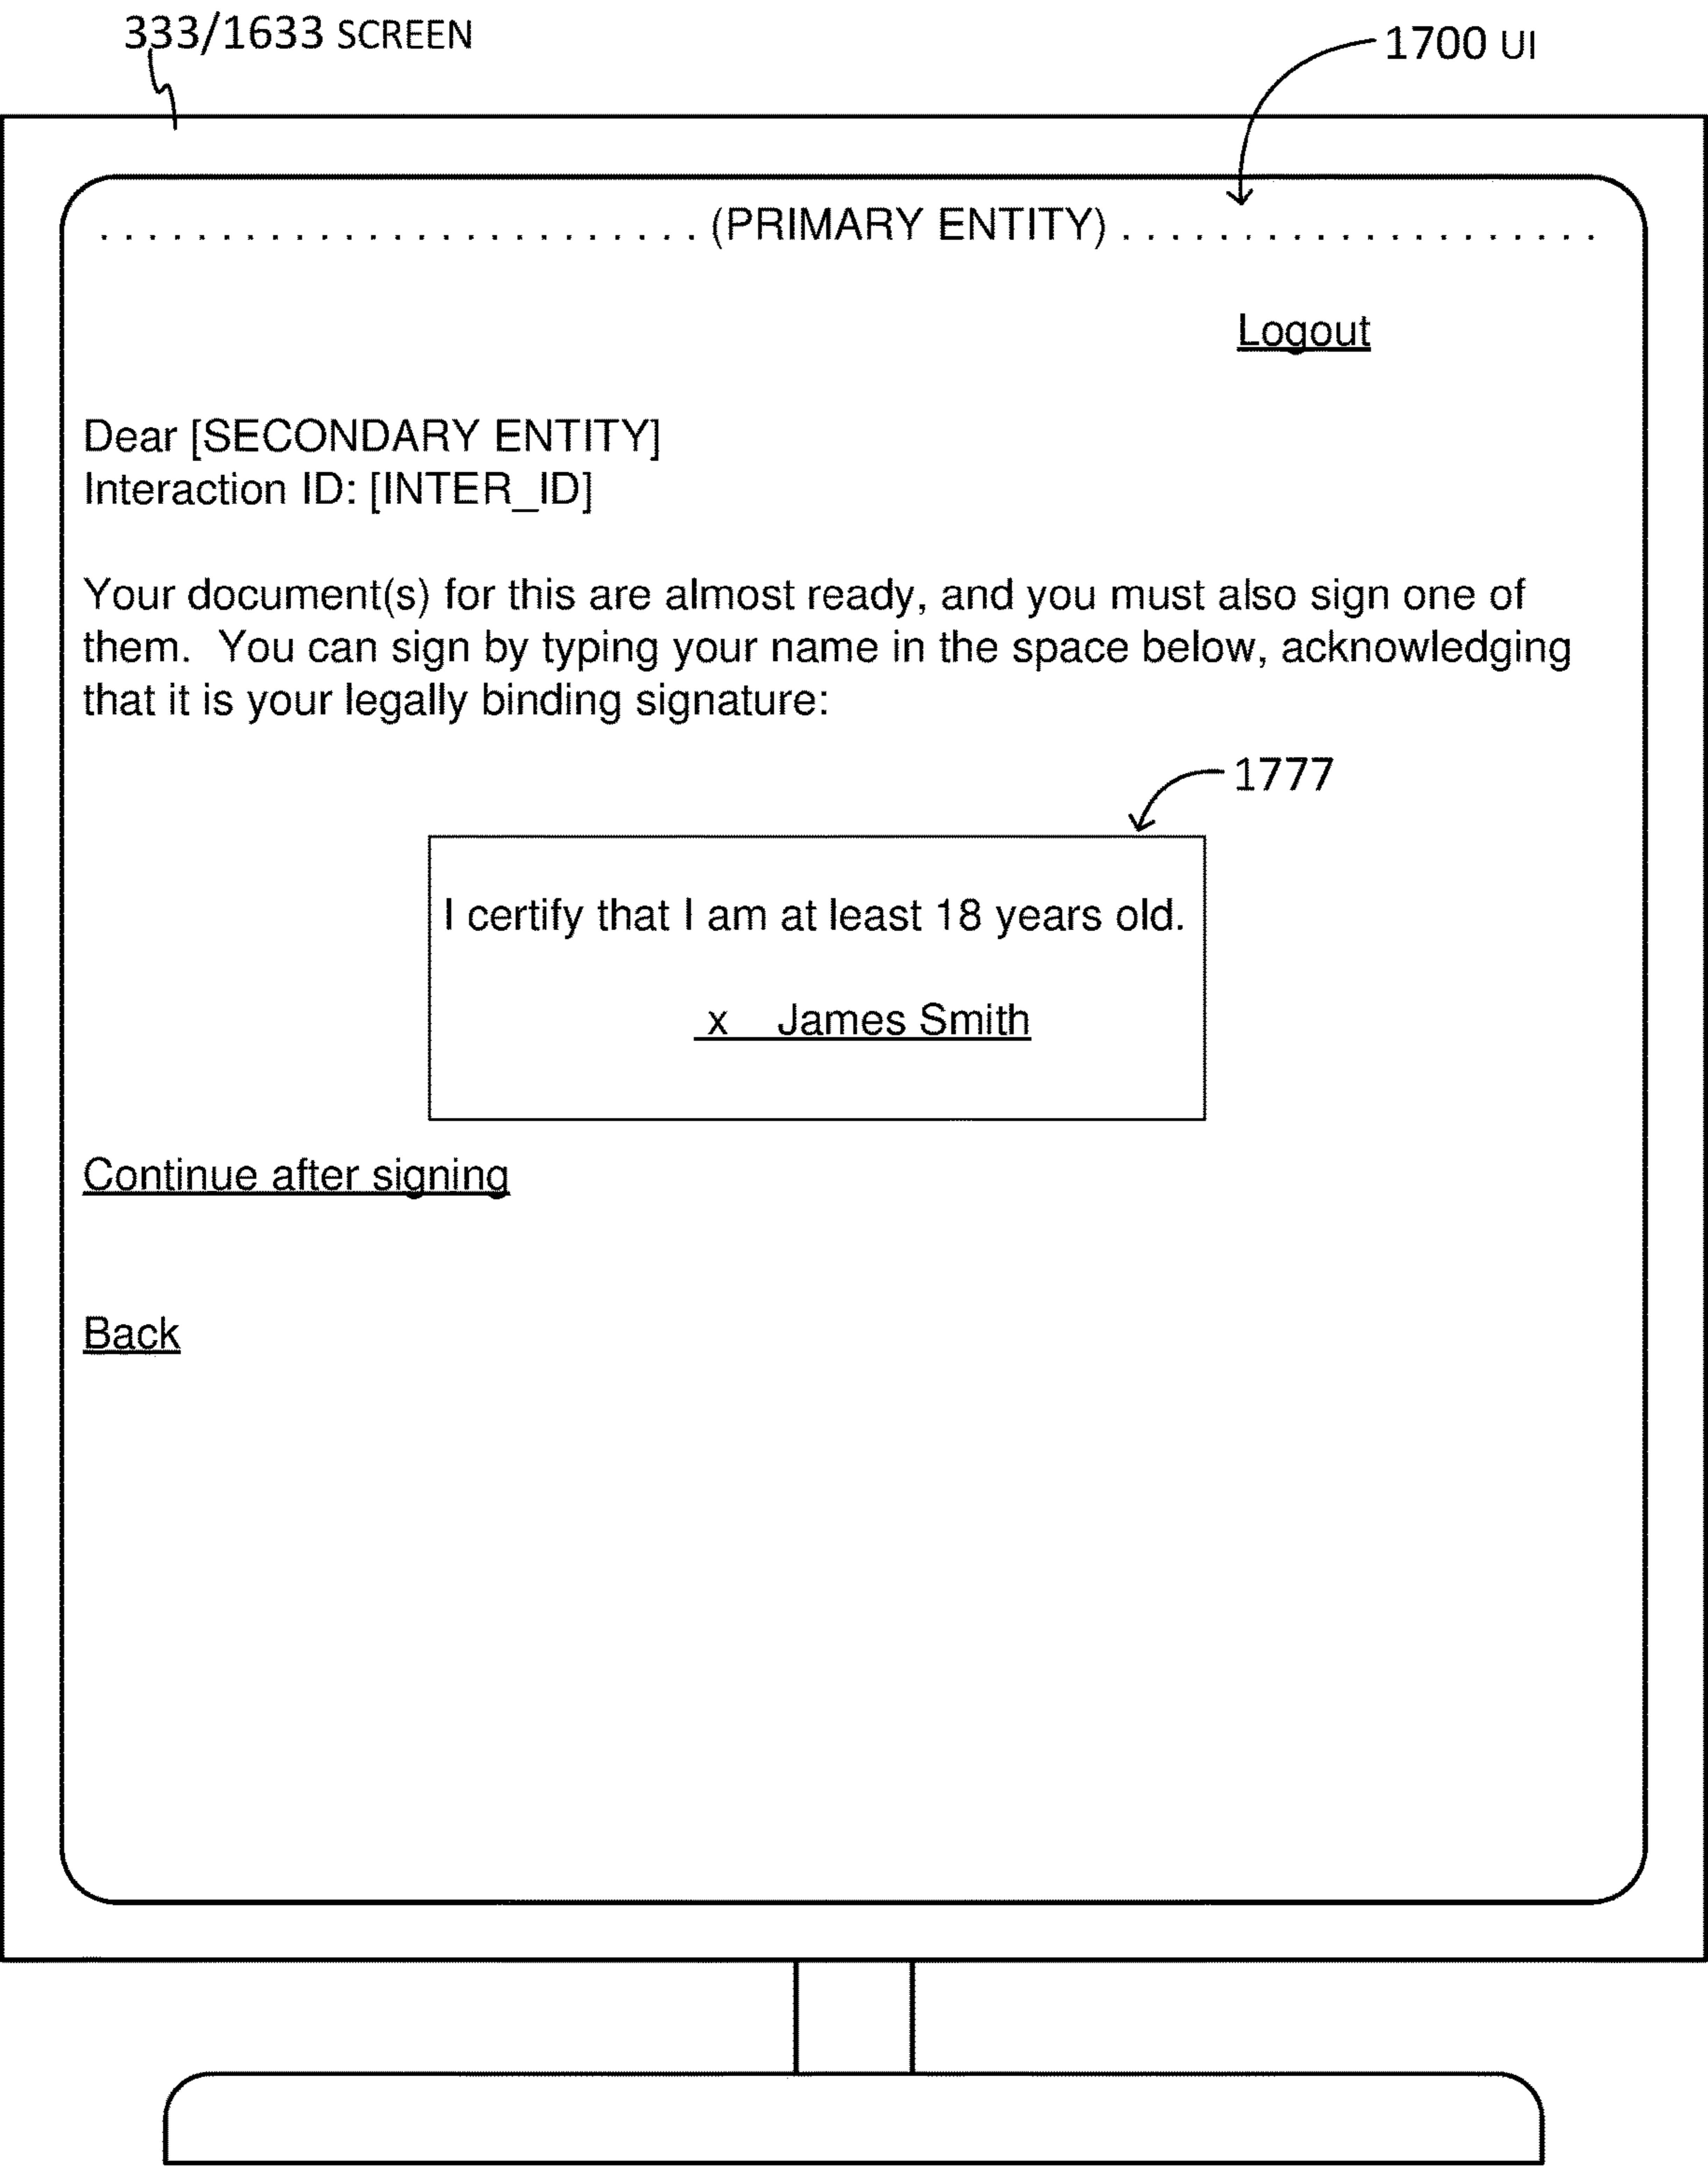 333/1633 SCREEN
1700 UI
. . . . . . . . . . . . . . . . . . . . . . . . . (PRIMARY ENTITY) . . . . . . . . . . . . . . . . . . . .
Logout
Dear [SECONDARY ENTITY]
Interaction ID: [INTER_ID]
Your document(s) for this are almost ready, and you must also sign one of
them.  You can sign by typing your name in the space below, acknowledging
that it is your legally binding signature:
1777
I certify that I am at least 18 years old.
x James Smith
Continue after signing
Back